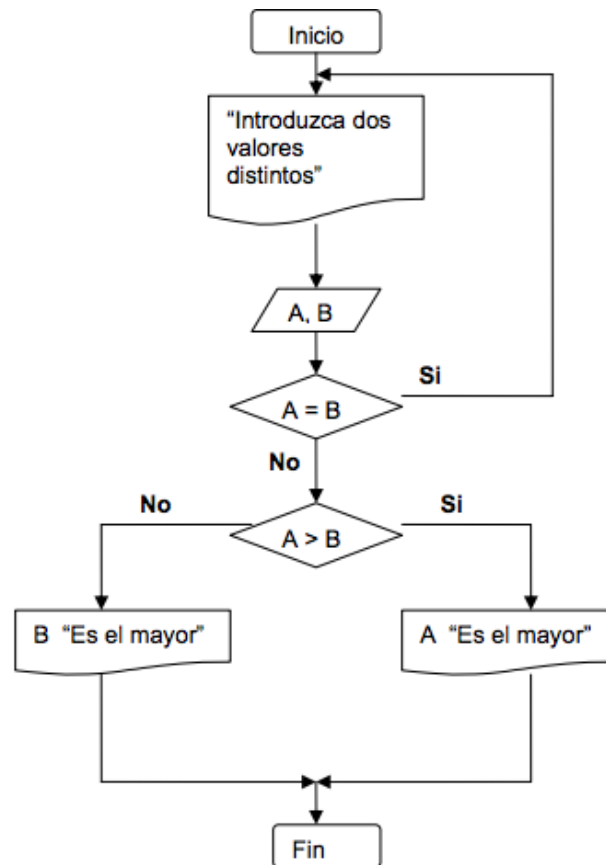 Inicio
“Introduzca dos
valores
distintos”
A, B
Si
A = B
No
No
Si
A > B
B “Es el mayor”
A “Es el mayor”
Fin